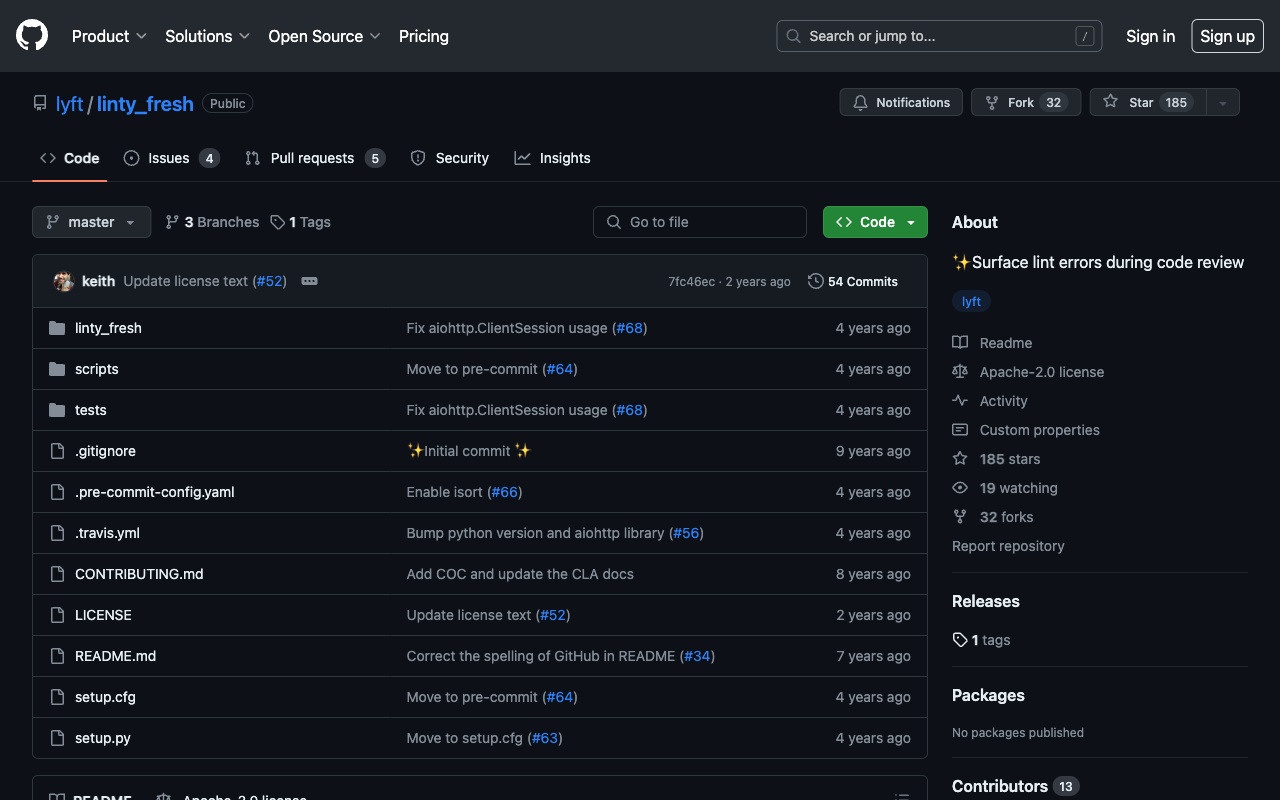 Product Solutions Open Source Pricing Search or jump to... / Sign in Sign up
lyft / linty_fresh Public Notifications Fork 32 Star 185
Code Issues 4 Pull requests 5 Security Insights
master 3 Branches 1 Tags Go to file Code
keith Update license text (#52) 7fc46ec · 2 years ago 54 Commits
linty_fresh Fix aiohttp.ClientSession usage (#68) 4 years ago
scripts Move to pre-commit (#64) 4 years ago
tests Fix aiohttp.ClientSession usage (#68) 4 years ago
.gitignore ✨Initial commit ✨ 9 years ago
.pre-commit-config.yaml Enable isort (#66) 4 years ago
.travis.yml Bump python version and aiohttp library (#56) 4 years ago
CONTRIBUTING.md Add COC and update the CLA docs 8 years ago
LICENSE Update license text (#52) 2 years ago
README.md Correct the spelling of GitHub in README (#34) 7 years ago
setup.cfg Move to pre-commit (#64) 4 years ago
setup.py Move to setup.cfg (#63) 4 years ago
README Apache-2.0 license
About
✨Surface lint errors during code review
lyft
Readme
Apache-2.0 license
Activity
Custom properties
185 stars
19 watching
32 forks
Report repository
Releases
1 tags
Packages
No packages published
Contributors 13